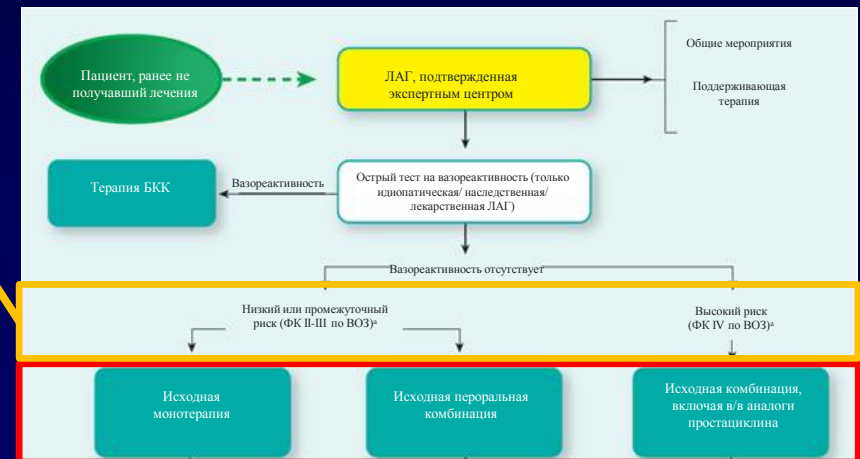 Пациент, ранее не
получавший лечения
ЛАГ, подтвержденная
экспертным центром
Общие мероприятия
Поддерживающая
терапия
Терапия БКК
Вазореактивность
Острый тест на вазореактивность (только
идиопатическая/ наследственная/
лекарственная ЛАГ)
Вазореактивность отсутствует
Низкий или промежуточный
риск (ФК II-III по ВОЗ)ᵃ
Высокий риск
(ФК IV по ВОЗ)ᵃ
Исходная
монотерапия
Исходная пероральная
комбинация
Исходная комбинация,
включая в/в аналоги
простациклина